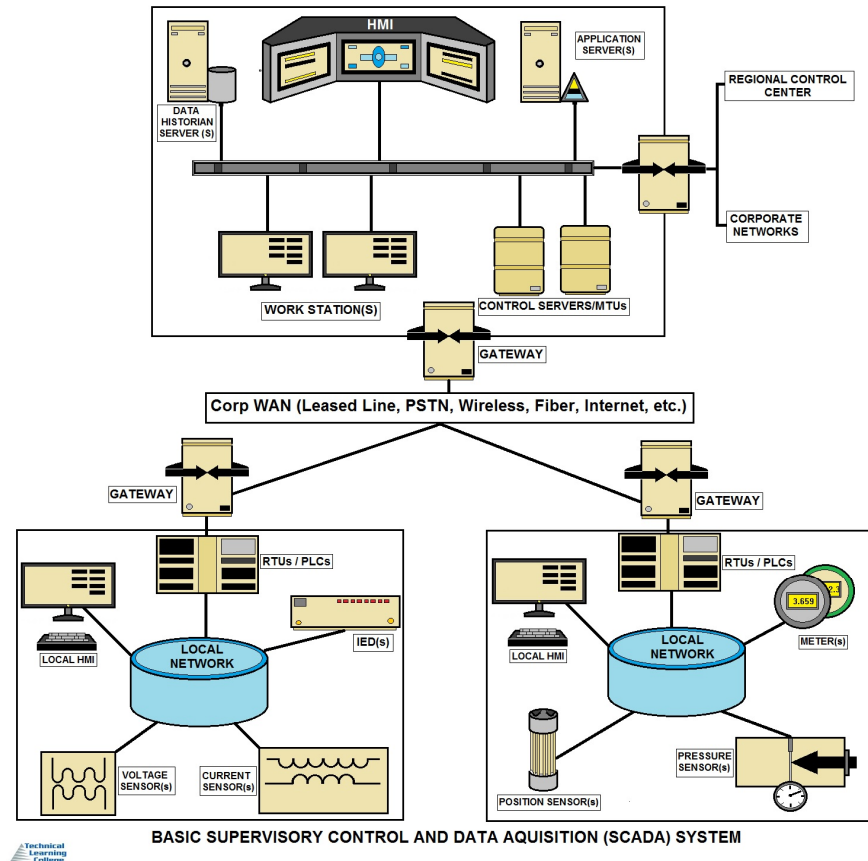 HMI
DATA
HISTORIAN
SERVER (S)
APPLICATION
SERVER(S)
REGIONAL CONTROL
CENTER
CORPORATE
NETWORKS
WORK STATION(S)
CONTROL SERVERS/MTUs
GATEWAY
Corp WAN (Leased Line, PSTN, Wireless, Fiber, Internet, etc.)
GATEWAY
GATEWAY
RTUs / PLCs
LOCAL HMI
LOCAL
NETWORK
IED(s)
VOLTAGE
SENSOR(s)
CURRENT
SENSOR(s)
RTUs / PLCs
LOCAL HMI
LOCAL
NETWORK
3.659
2.3
METER(s)
POSITION SENSOR(s)
PRESSURE
SENSOR(s)
BASIC SUPERVISORY CONTROL AND DATA AQUISITION (SCADA) SYSTEM
Technical
Learning
College